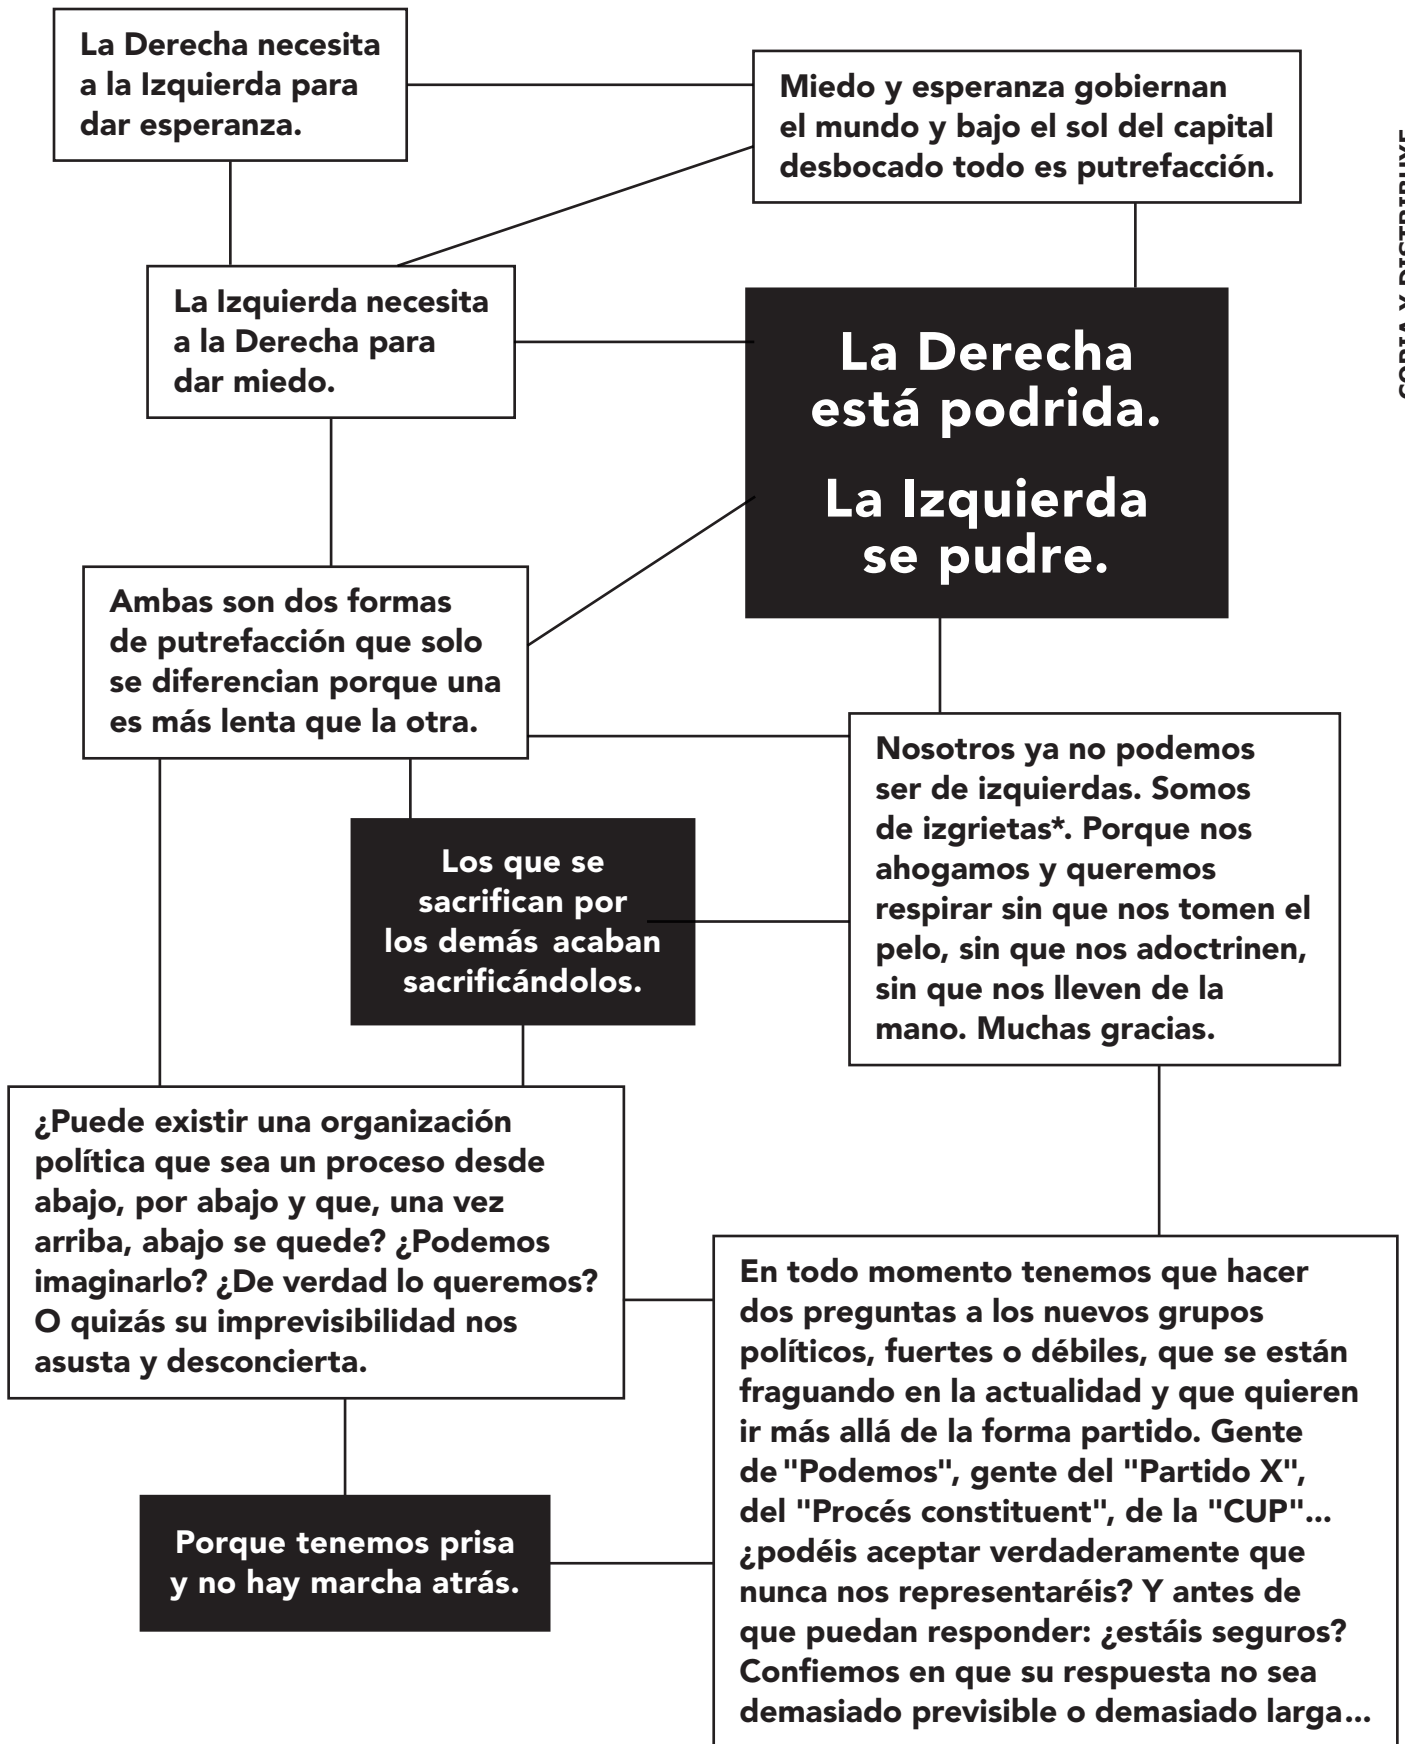 La Derecha necesita
a la Izquierda para
dar esperanza.
Miedo y esperanza gobiernan
el mundo y bajo el sol del capital
desbocado todo es putrefacción.
La Izquierda necesita
a la Derecha para
dar miedo.
La Derecha
está podrida.
La Izquierda
se pudre.
Ambas son dos formas
de putrefacción que solo
se diferencian porque una
es más lenta que la otra.
Nosotros ya no podemos
ser de izquierdas. Somos
de izgrietas*. Porque nos
ahogamos y queremos
respirar sin que nos tomen el
pelo, sin que nos adoctrinen,
sin que nos lleven de la
mano. Muchas gracias.
Los que se
sacrifican por
los demás acaban
sacrificándolos.
¿Puede existir una organización
política que sea un proceso desde
abajo, por abajo y que, una vez
arriba, abajo se quede? ¿Podemos
imaginarlo? ¿De verdad lo queremos?
O quizás su imprevisibilidad nos
asusta y desconcierta.
En todo momento tenemos que hacer
dos preguntas a los nuevos grupos
políticos, fuertes o débiles, que se están
fraguando en la actualidad y que quieren
ir más allá de la forma partido. Gente
de "Podemos", gente del "Partido X",
del "Procés constituent", de la "CUP"...
¿podéis aceptar verdaderamente que
nunca nos representaréis? Y antes de
que puedan responder: ¿estáis seguros?
Confiemos en que su respuesta no sea
demasiado previsible o demasiado larga...
Porque tenemos prisa
y no hay marcha atrás.